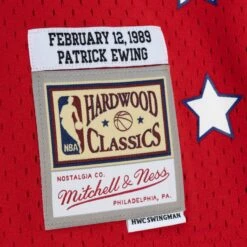 FEBRUARY 12, 1989
PATRICK EWING
HARDWOOD
NBA
CLASSICS
NOSTALGIA CO.
Mitchell & Ness
PHILADELPHIA, PA.
HWC SWINGMAN